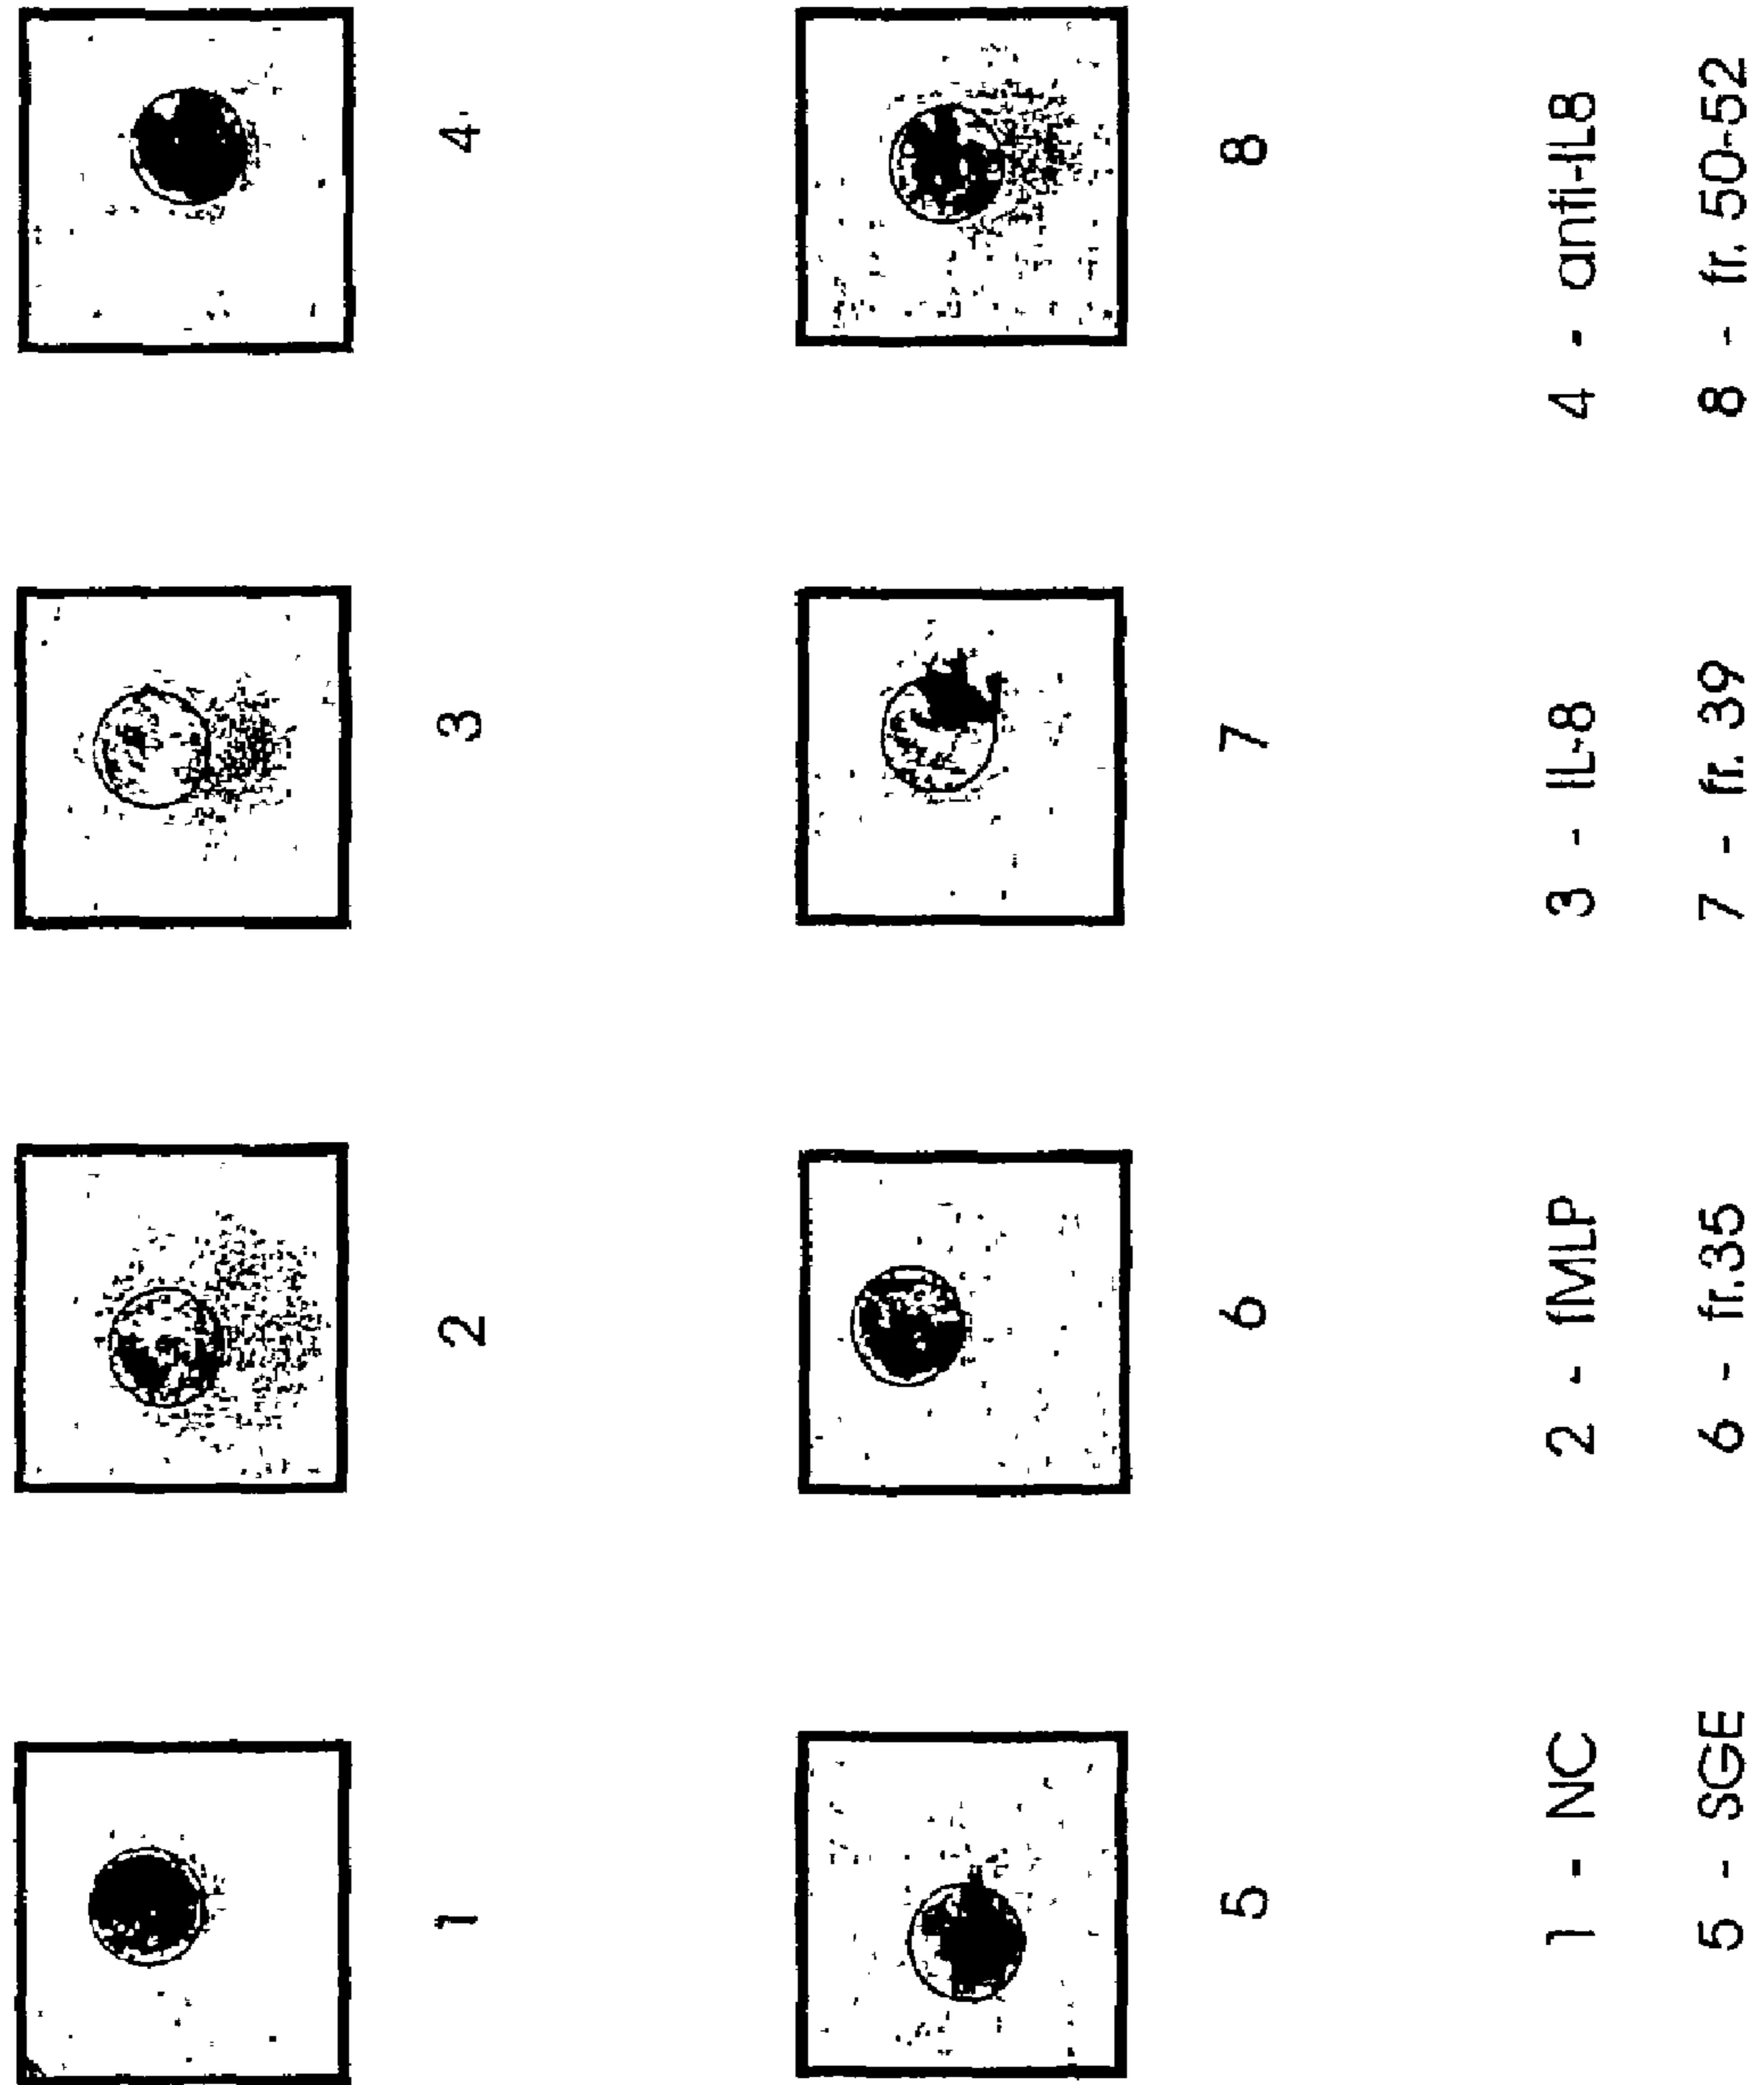 1 2 3 4
5 6 7 8
1 - NC 2 - fMLP 3 - IL-8 4 - anti-IL8
5 - SGE 6 - fr.35 7 - fr. 39 8 - fr. 50-52